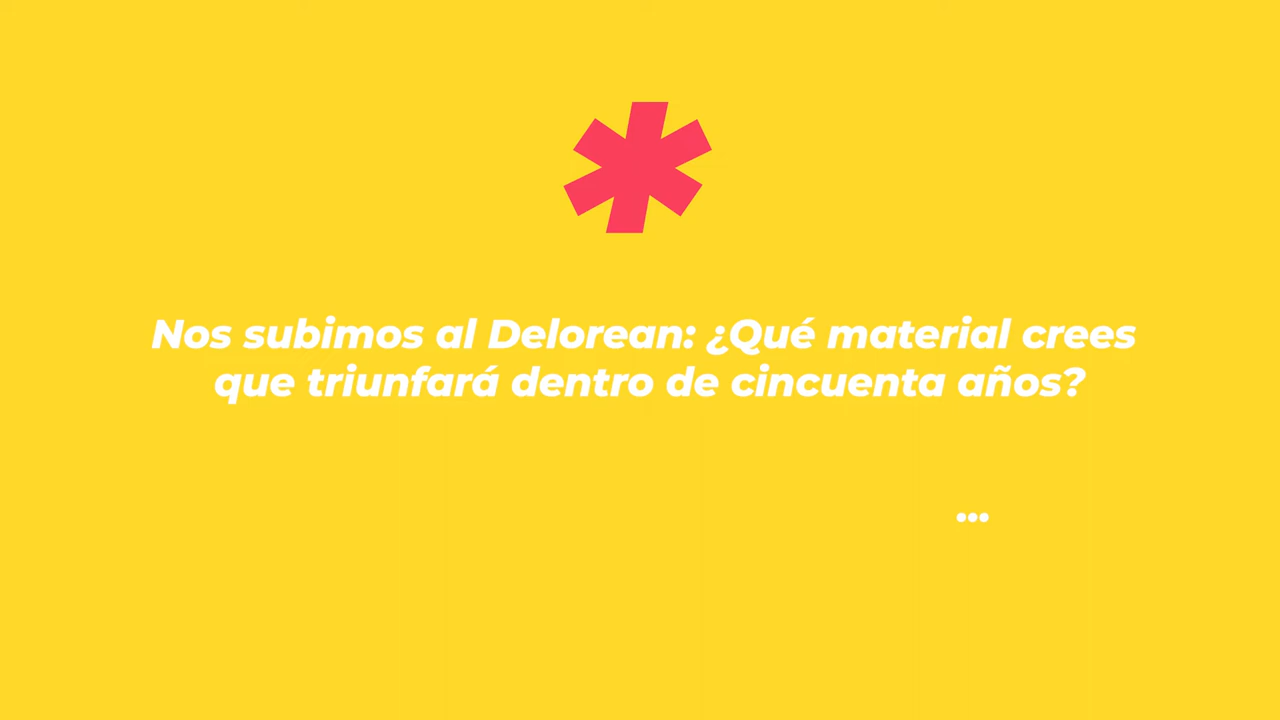 Nos subimos al Delorean: ¿Qué material crees
que triunfará dentro de cincuenta años?
...